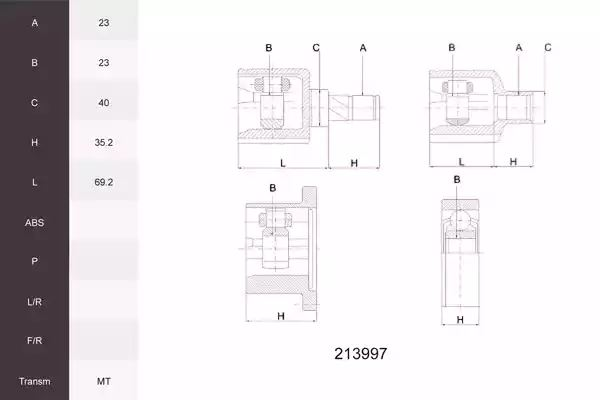 A 23
B 23
C 40
H 35.2
L 69.2
ABS
P
L/R
F/R
Transm MT
B C A
L H
B A C
L H
B
H
B
H
213997